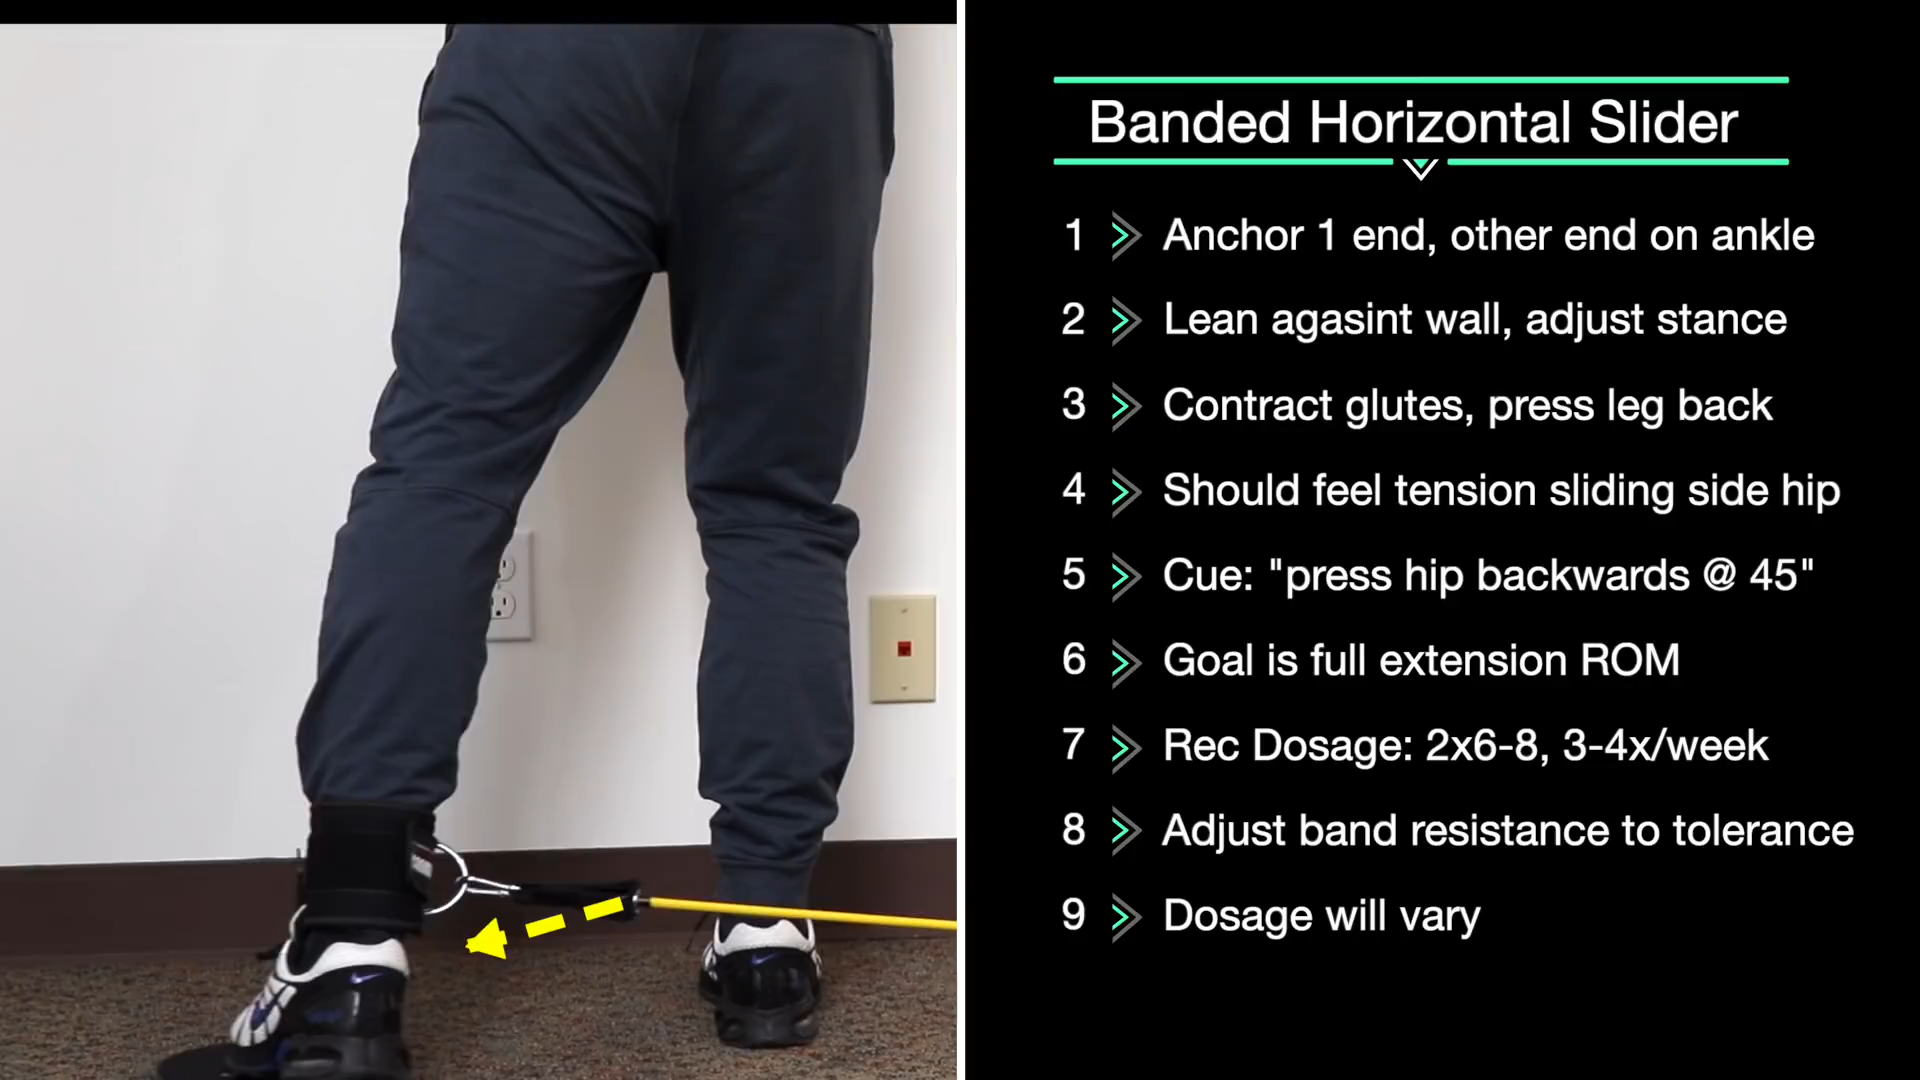 Banded Horizontal Slider
1 Anchor 1 end, other end on ankle
2 Lean agasint wall, adjust stance
3 Contract glutes, press leg back
4 Should feel tension sliding side hip
5 Cue: "press hip backwards @ 45"
6 Goal is full extension ROM
7 Rec Dosage: 2x6-8, 3-4x/week
8 Adjust band resistance to tolerance
9 Dosage will vary